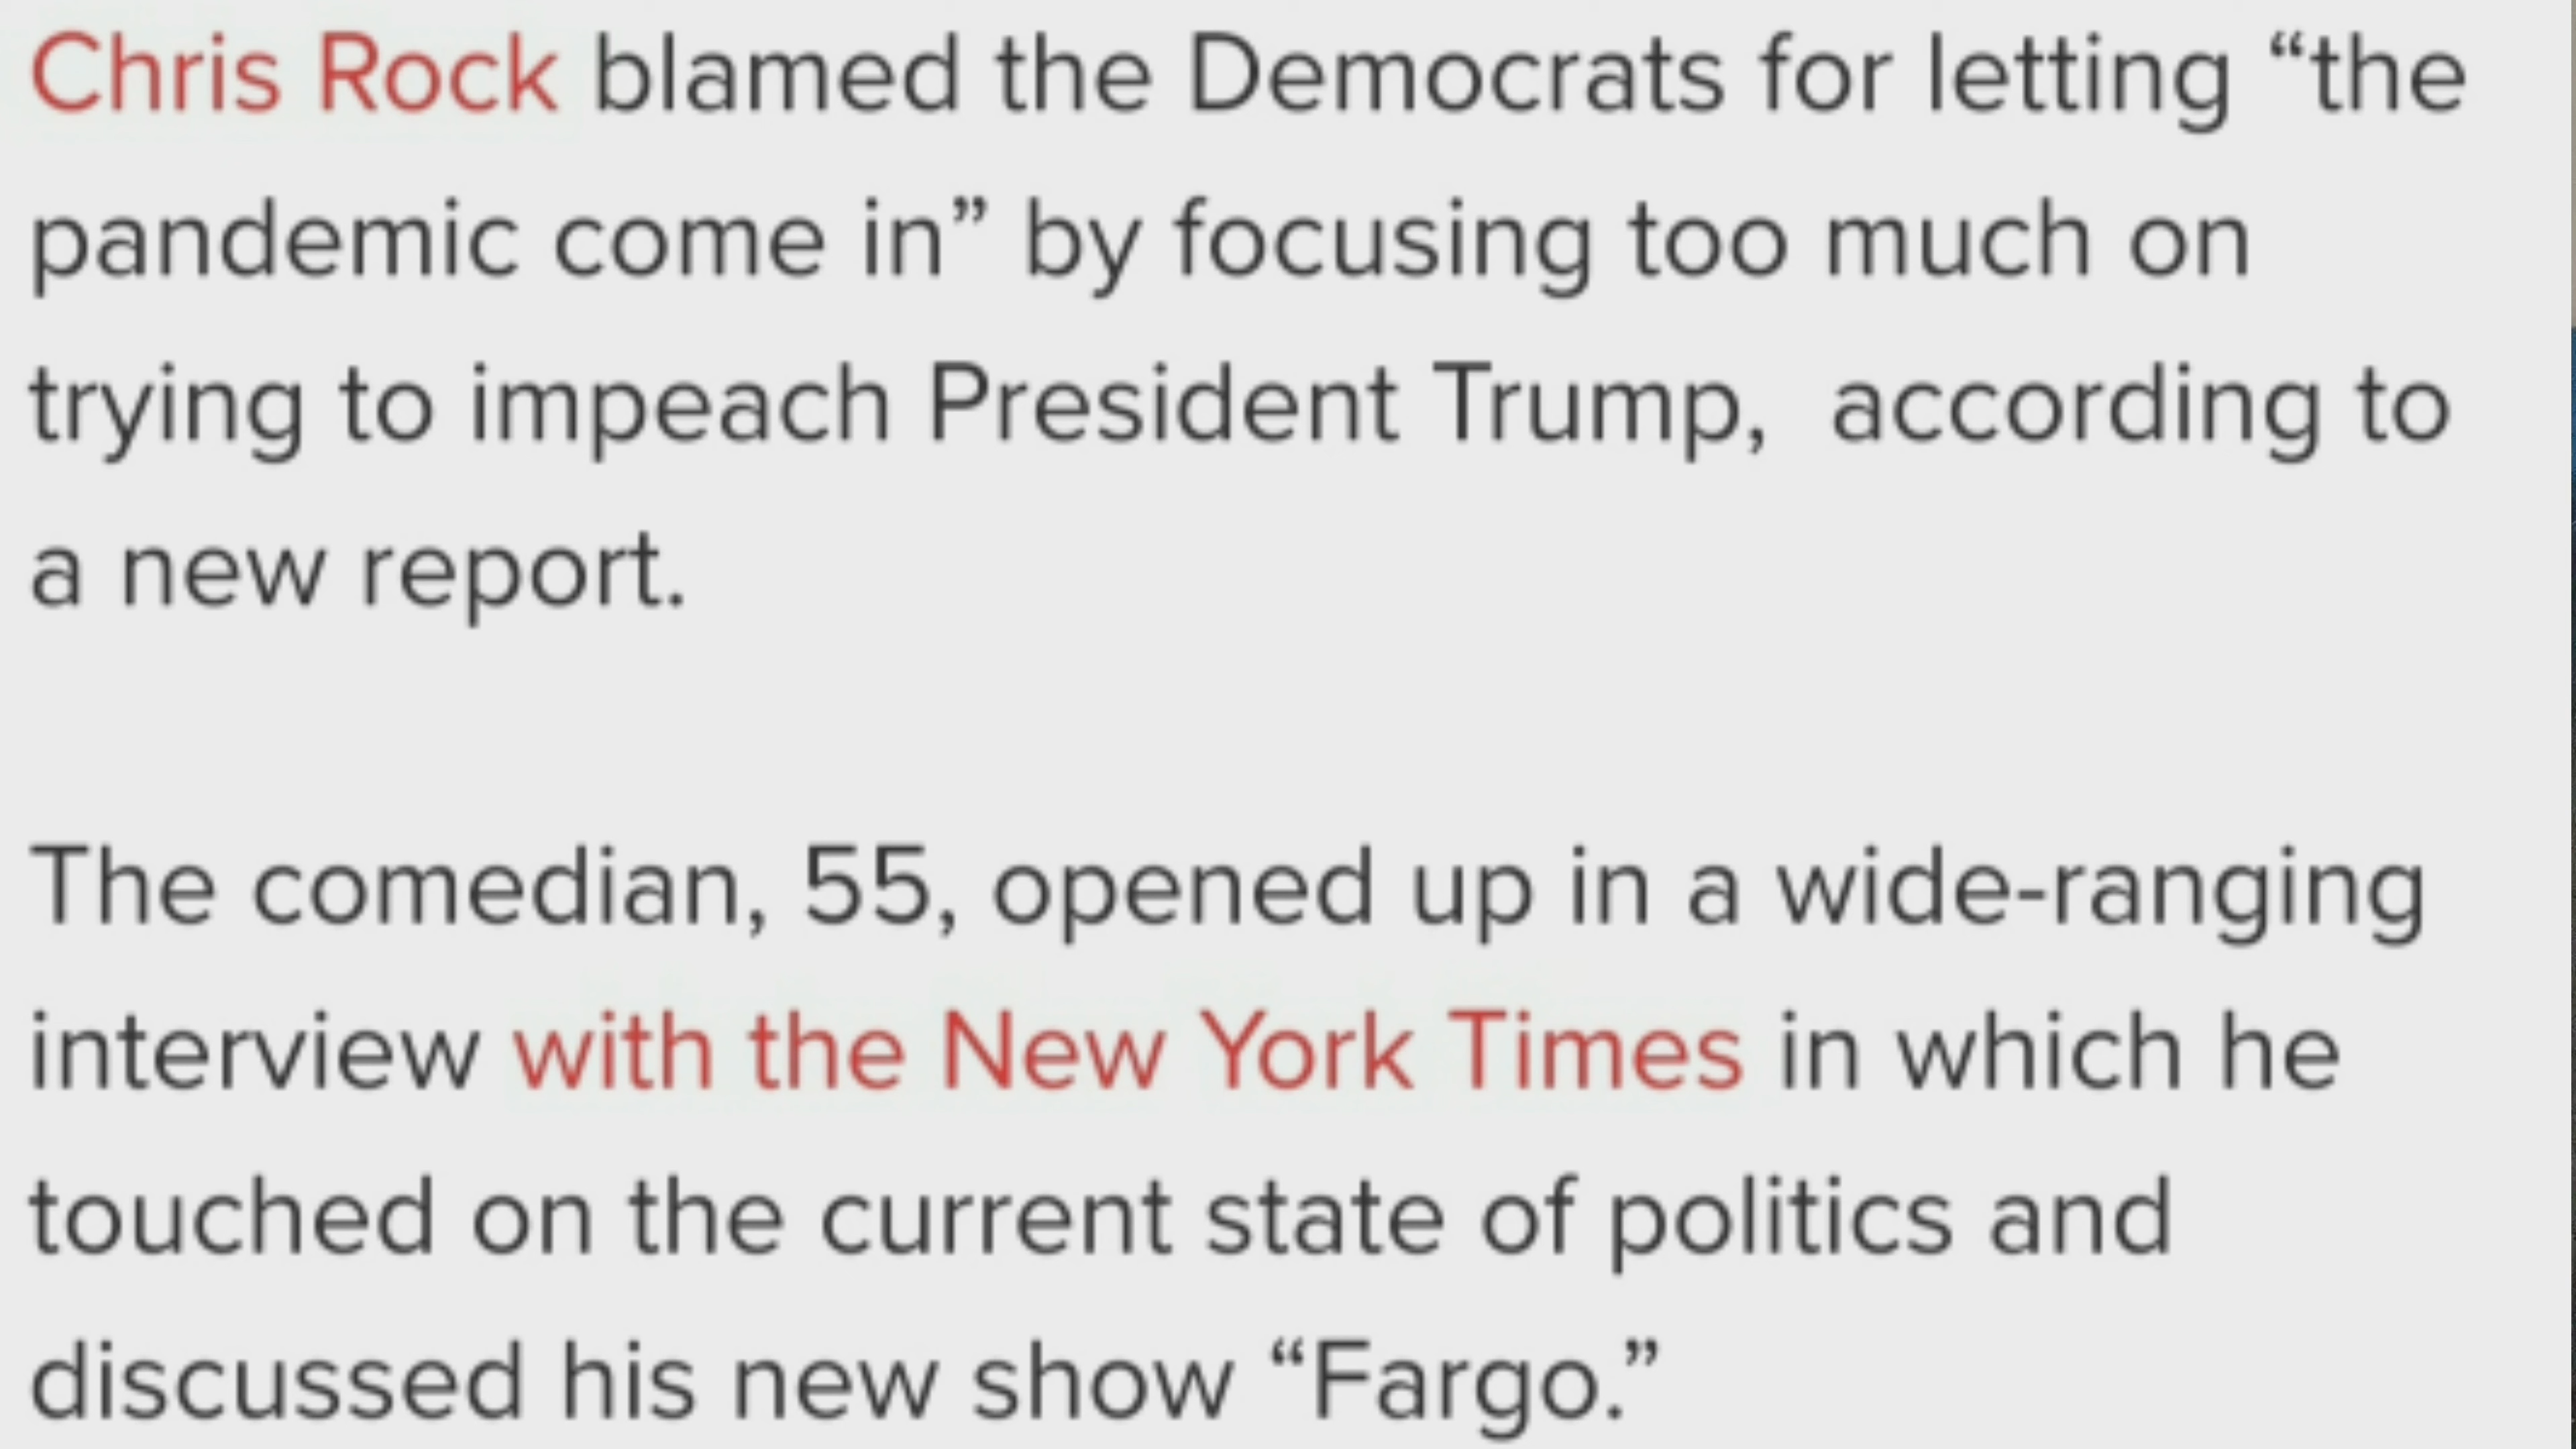 Chris Rock blamed the Democrats for letting “the
pandemic come in” by focusing too much on
trying to impeach President Trump,  according to
a new report.
The comedian, 55, opened up in a wide-ranging
interview with the New York Times in which he
touched on the current state of politics and
discussed his new show “Fargo.”